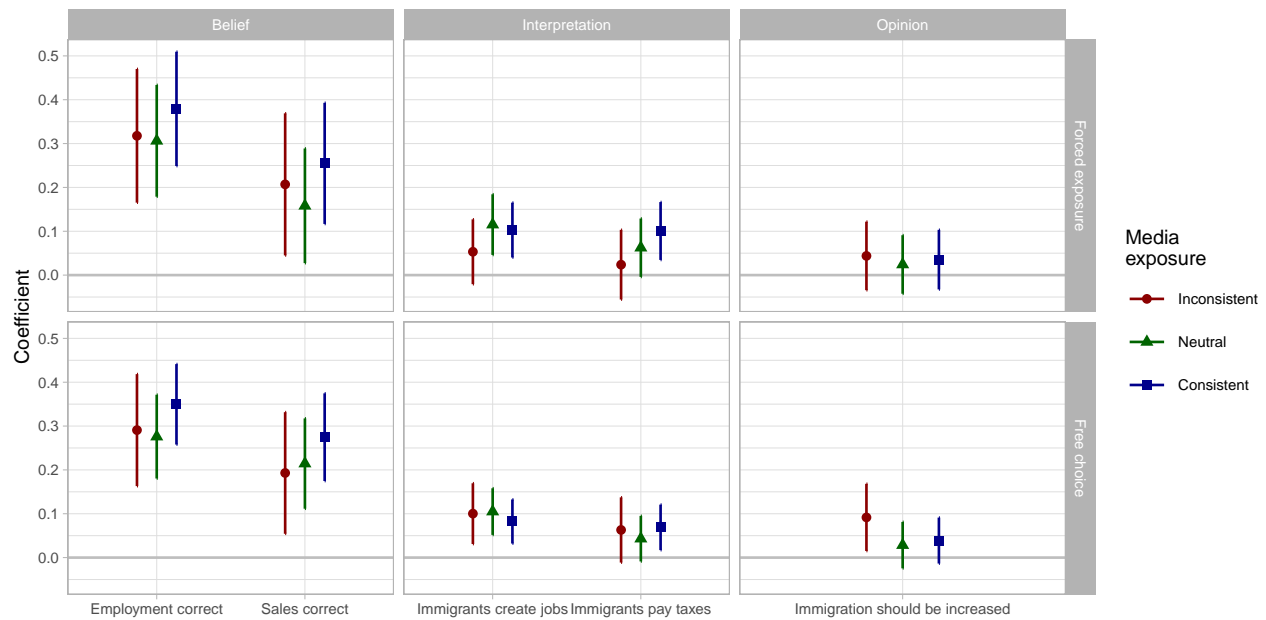 Belief
Interpretation
Opinion
0.5
0.4
0.3
0.2
0.1
0.0
Forced exposure
0.5
0.4
0.3
0.2
0.1
0.0
Free choice
Coefficient
Employment correct
Sales correct
Immigrants create jobs
Immigrants pay taxes
Immigration should be increased
Media
exposure
Inconsistent
Neutral
Consistent